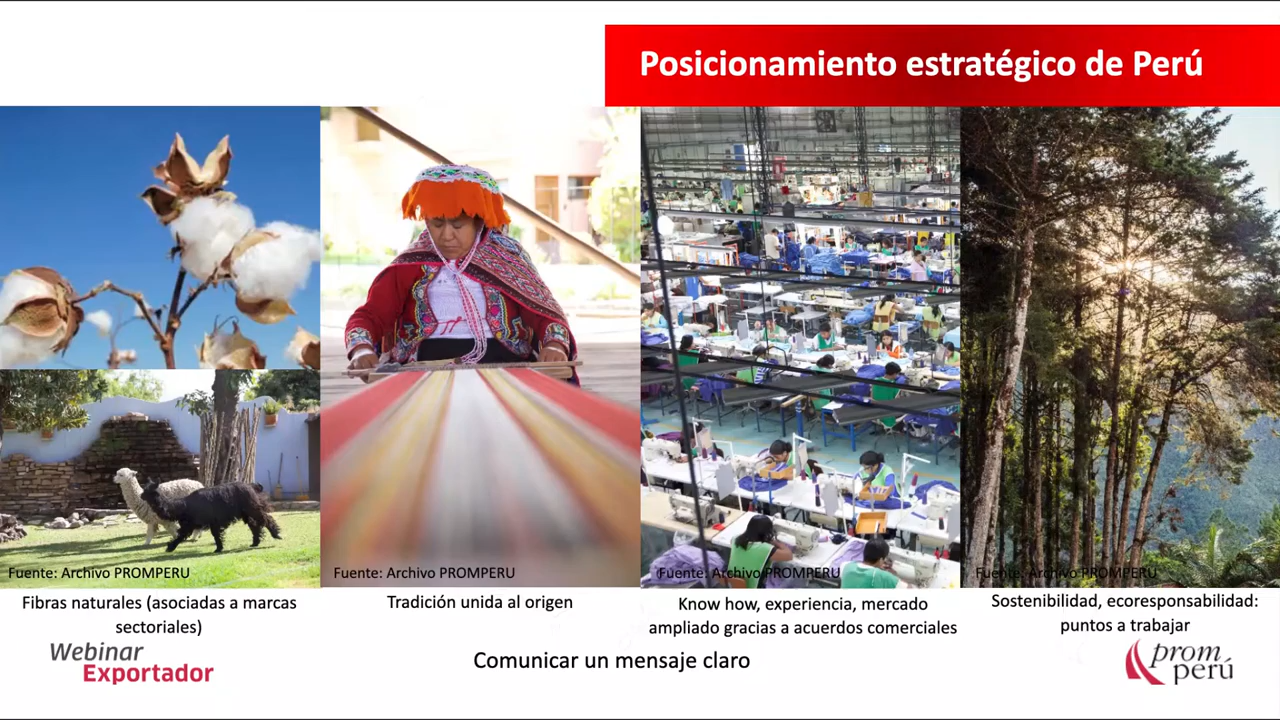 Posicionamiento estratégico de Perú
Fuente: Archivo PROMPERU
Fuente: Archivo PROMPERU
Fuente: Archivo PROMPERU
Fuente: Archivo PROMPERU
Fibras naturales (asociadas a marcas
sectoriales)
Tradición unida al origen
Know how, experiencia, mercado
ampliado gracias a acuerdos comerciales
Sostenibilidad, ecoresponsabilidad:
puntos a trabajar
Webinar
Exportador
Comunicar un mensaje claro
prom
perú